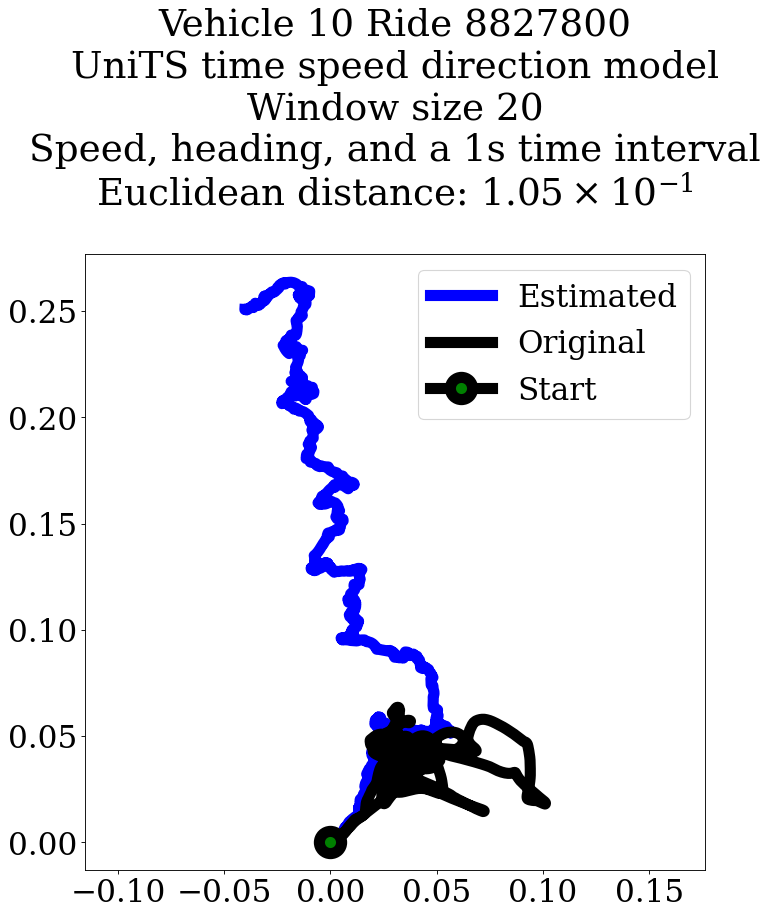 Vehicle 10 Ride 8827800
UniTS time speed direction model
Window size 20
Speed, heading, and a 1s time interval
Euclidean distance: 1.05 × 10⁻¹
Estimated
Original
Start
0.25
0.20
0.15
0.10
0.05
0.00
−0.10 −0.05 0.00 0.05 0.10 0.15